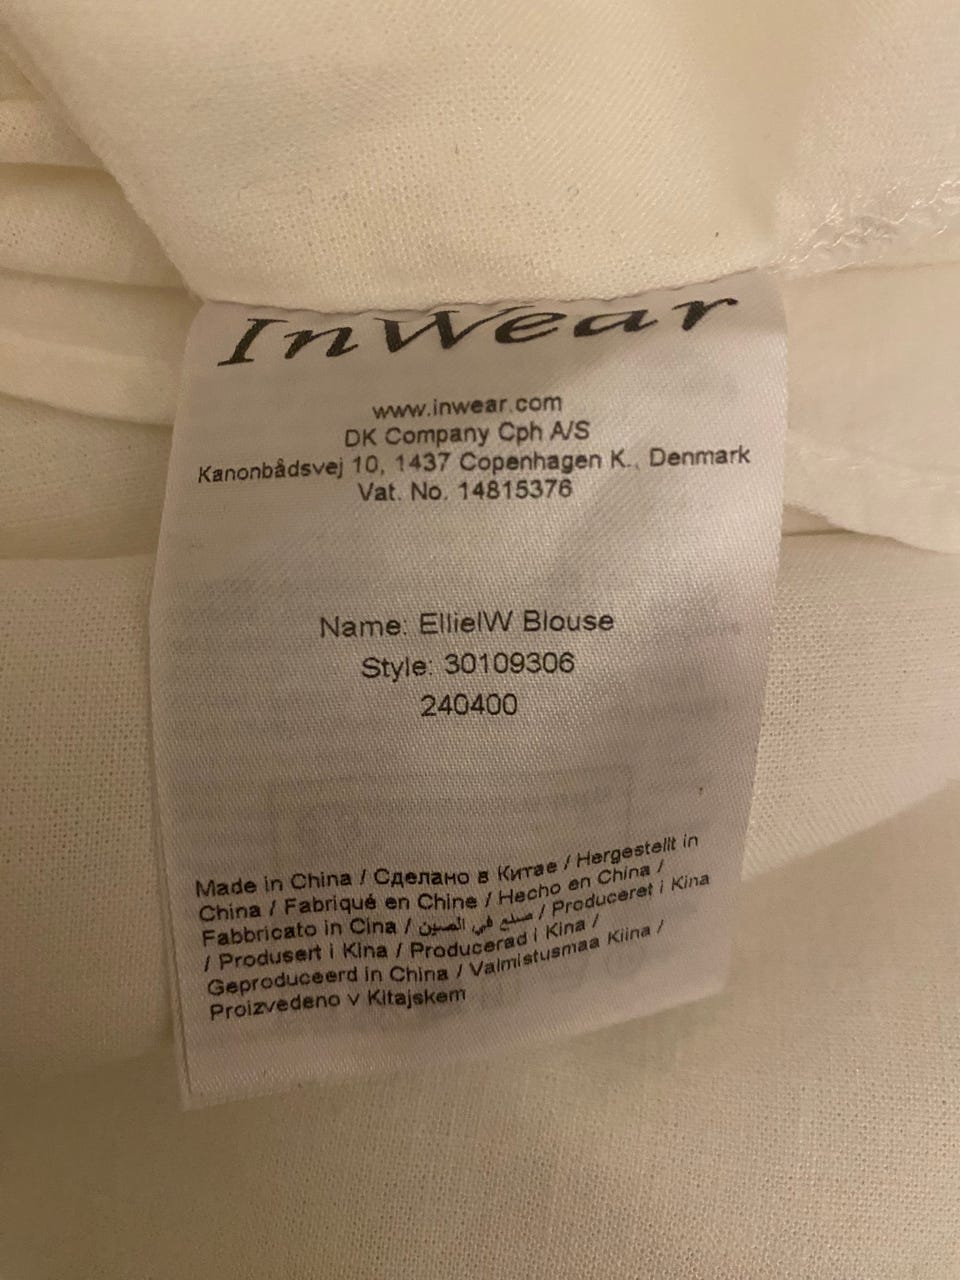 InWear
www.inwear.com
DK Company Cph A/S
Kanonbådsvej 10, 1437 Copenhagen K., Denmark
Vat. No. 14815376
Name: EllieIW Blouse
Style: 30109306
240400
Made in China / Сделано в Китае / Hergestellt in
China / Fabriqué en Chine / Hecho en China /
Fabbricato in Cina / صنع في الصين / Produceret i Kina
/ Produsert i Kina / Producerad i Kina /
Geproduceerd in China / Valmistusmaa Kiina /
Proizvedeno v Kitajskem